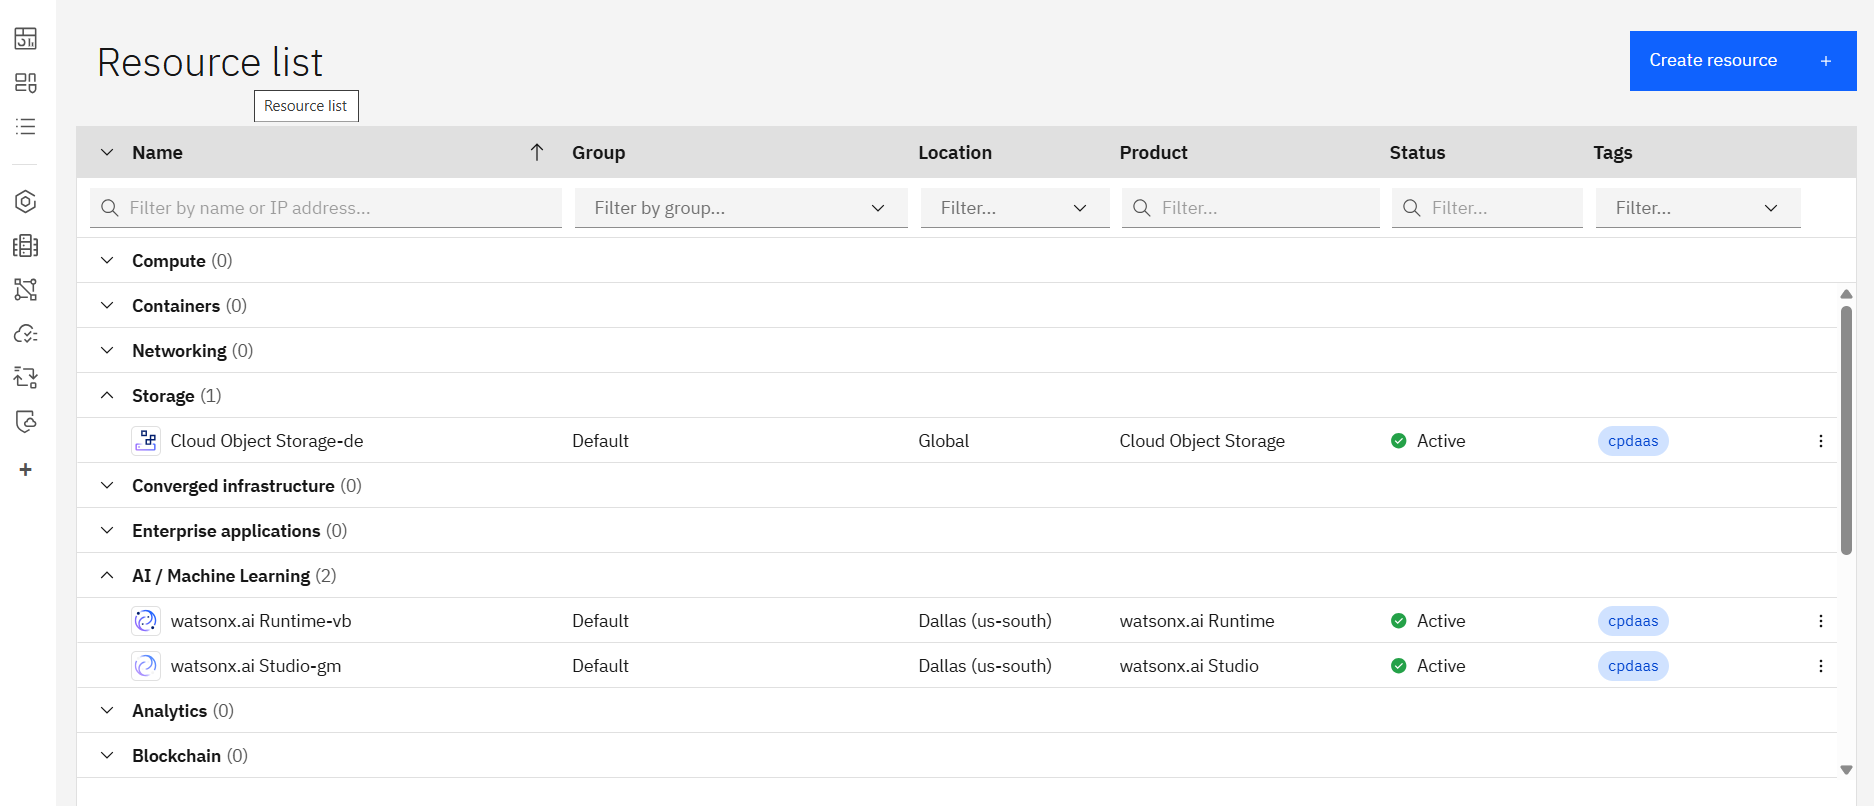 Resource list
Create resource +
Resource list
Name Group Location Product Status Tags
Filter by name or IP address... Filter by group... Filter... Filter... Filter... Filter...
Compute (0)
Containers (0)
Networking (0)
Storage (1)
Cloud Object Storage-de Default Global Cloud Object Storage Active cpdaas
Converged infrastructure (0)
Enterprise applications (0)
AI / Machine Learning (2)
watsonx.ai Runtime-vb Default Dallas (us-south) watsonx.ai Runtime Active cpdaas
watsonx.ai Studio-gm Default Dallas (us-south) watsonx.ai Studio Active cpdaas
Analytics (0)
Blockchain (0)